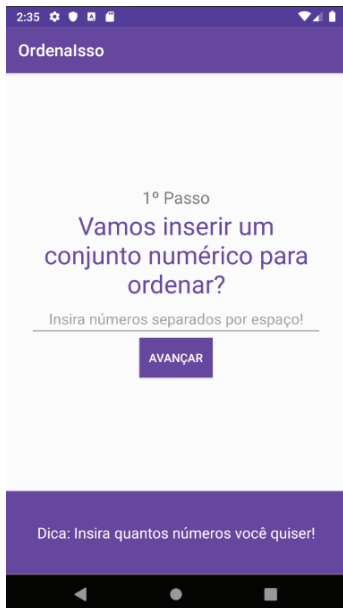 2:35
OrdenaIsso
1º Passo
Vamos inserir um
conjunto numérico para
ordenar?
Insira números separados por espaço!
AVANÇAR
Dica: Insira quantos números você quiser!